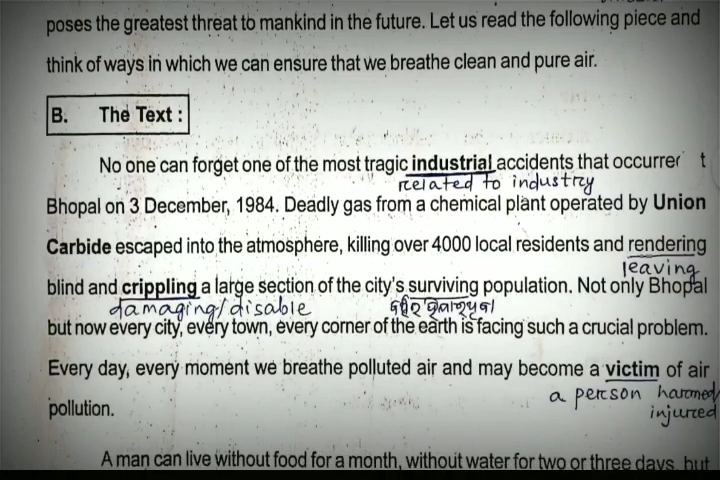 poses the greatest threat to mankind in the future. Let us read the following piece and
think of ways in which we can ensure that we breathe clean and pure air.
B. The Text :
No one can forget one of the most tragic industrial accidents that occurrer t
related to industry
Bhopal on 3 December, 1984. Deadly gas from a chemical plant operated by Union
Carbide escaped into the atmosphere, killing over 4000 local residents and rendering
leaving
blind and crippling a large section of the city's surviving population. Not only Bhopal
damaging/disable
but now every city, every town, every corner of the earth is facing such a crucial problem.
Every day, every moment we breathe polluted air and may become a victim of air
a person harmed/
pollution.
injured
A man can live without food for a month, without water for two or three days, but